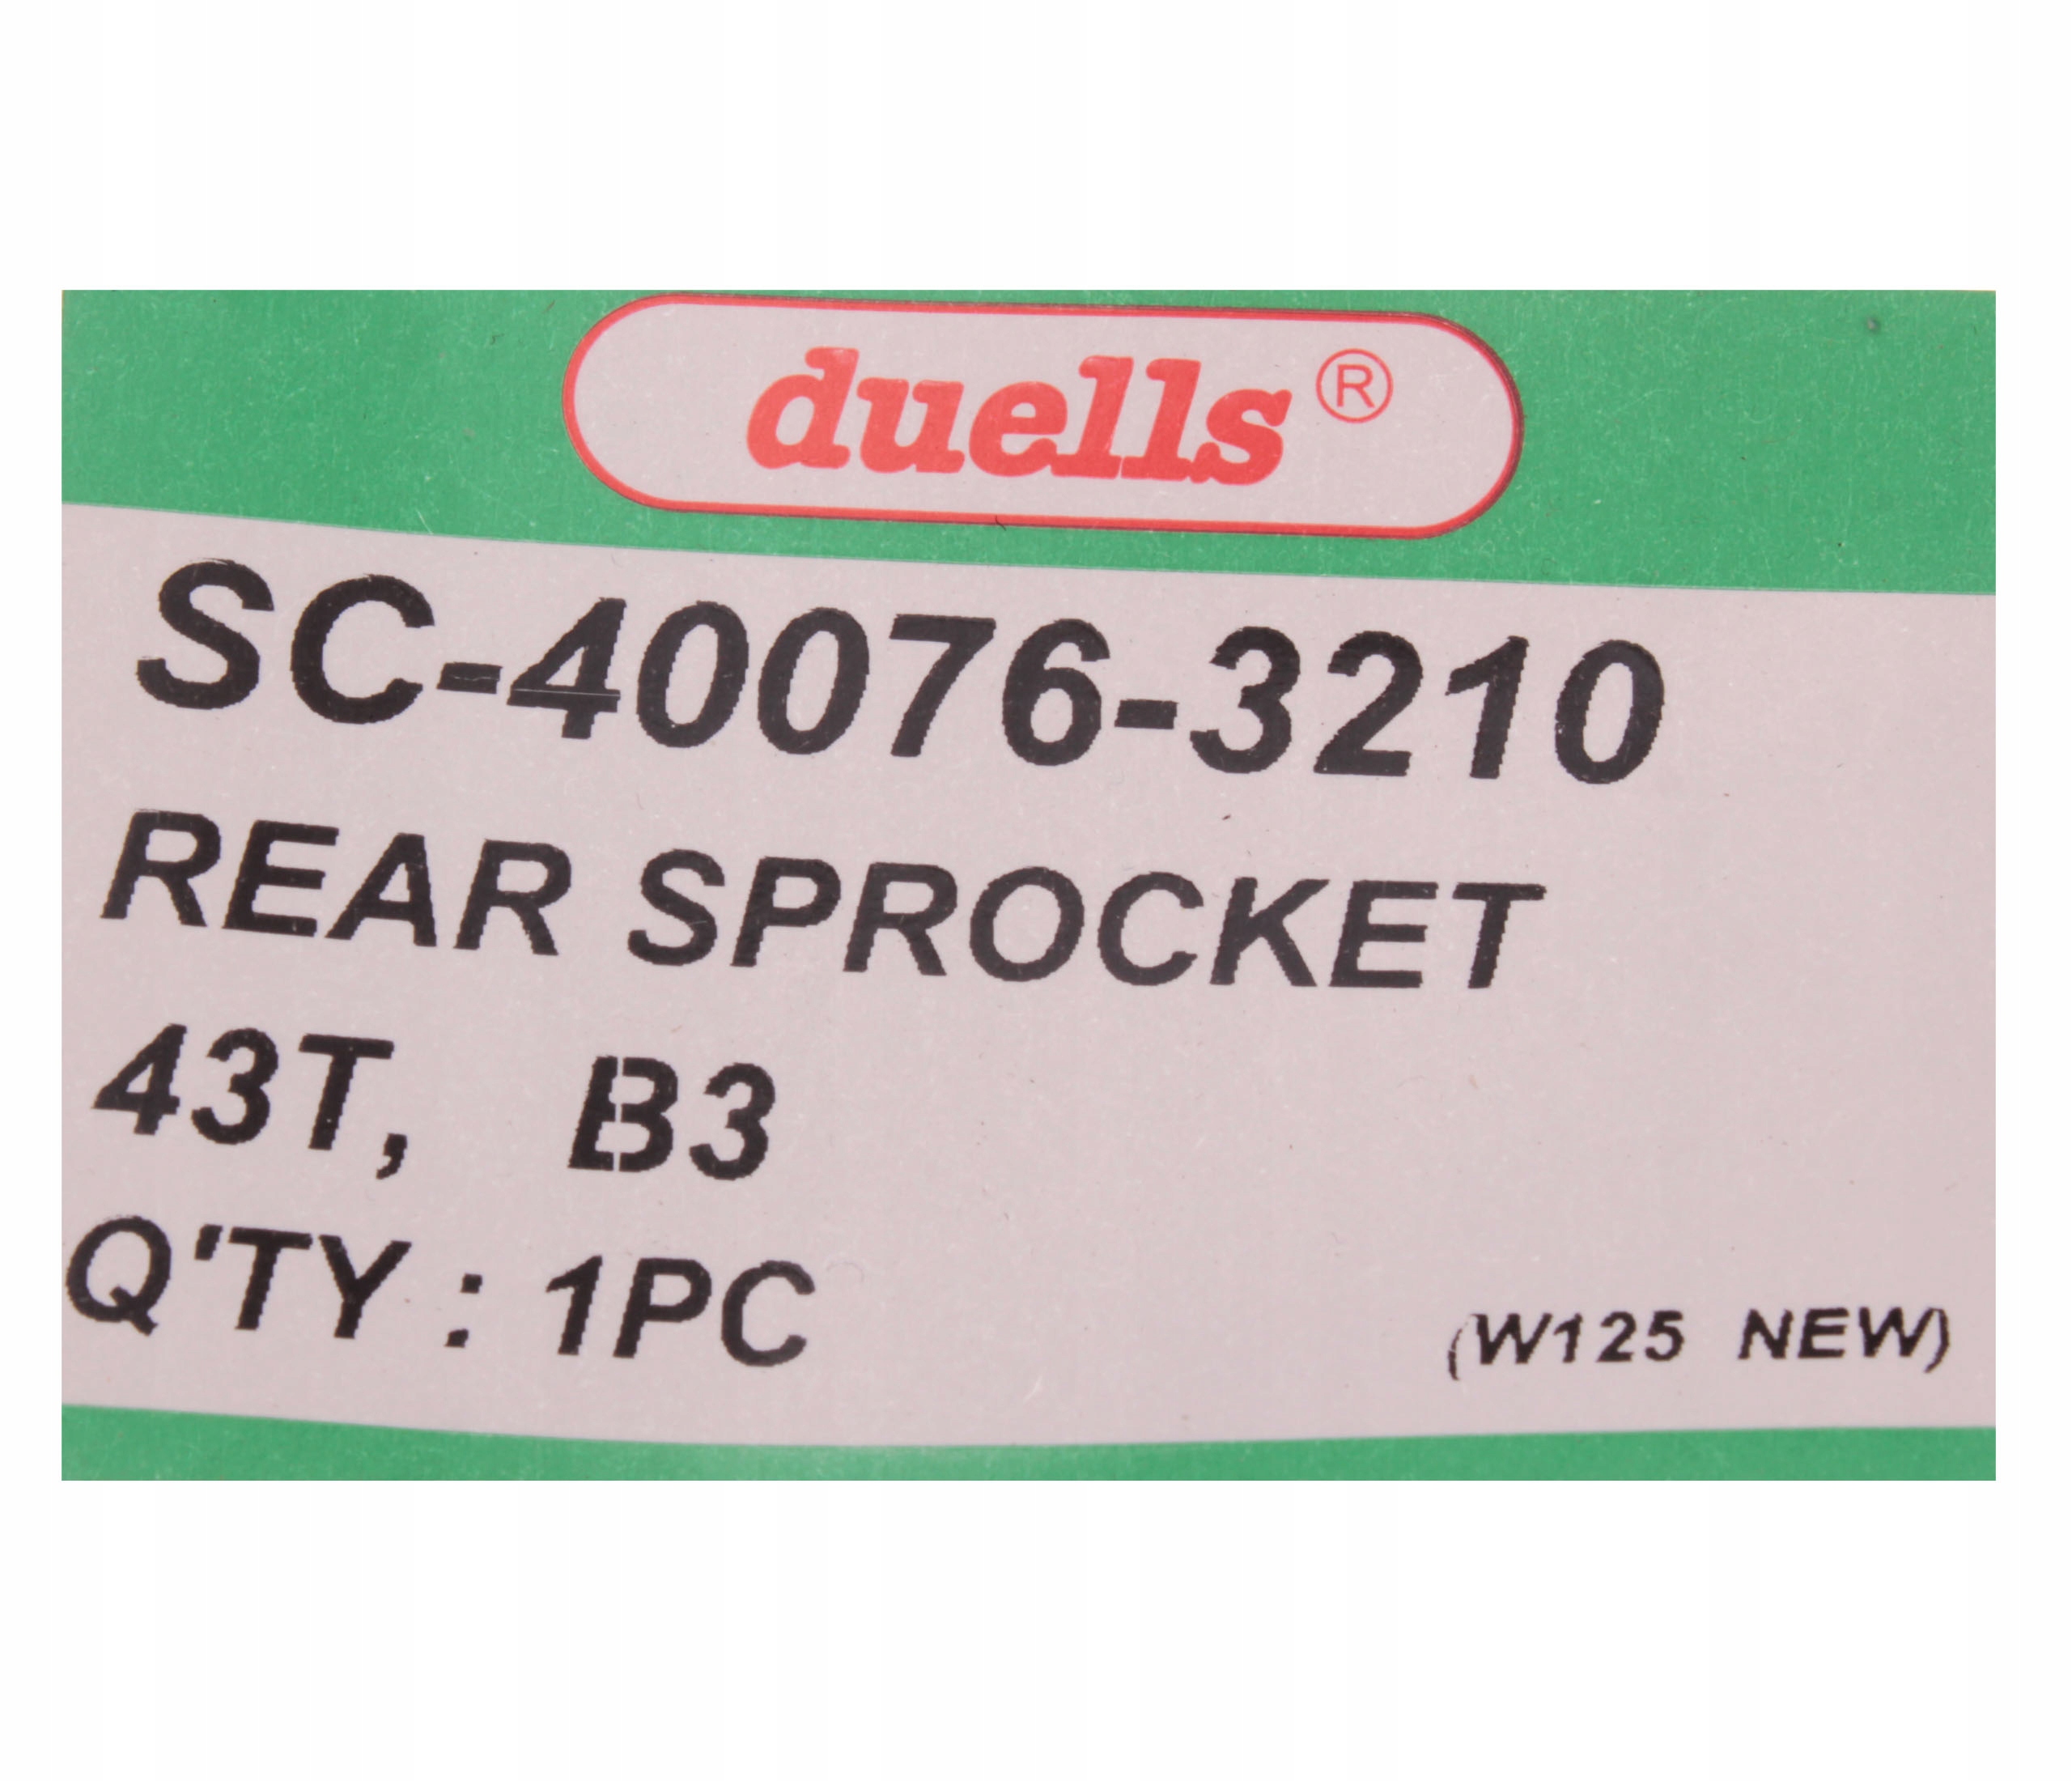 duells®
SC-40076-3210
REAR SPROCKET
43T, B3
Q'TY : 1PC
(W125 NEW)